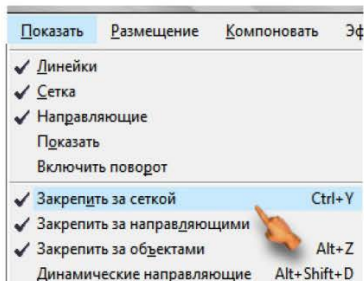 Показать Размещение Компоновать Эф
✓ Линейки
✓ Сетка
✓ Направляющие
Показать
Включить поворот
✓ Закрепить за сеткой Ctrl+Y
✓ Закрепить за направляющими
✓ Закрепить за объектами Alt+Z
Динамические направляющие Alt+Shift+D